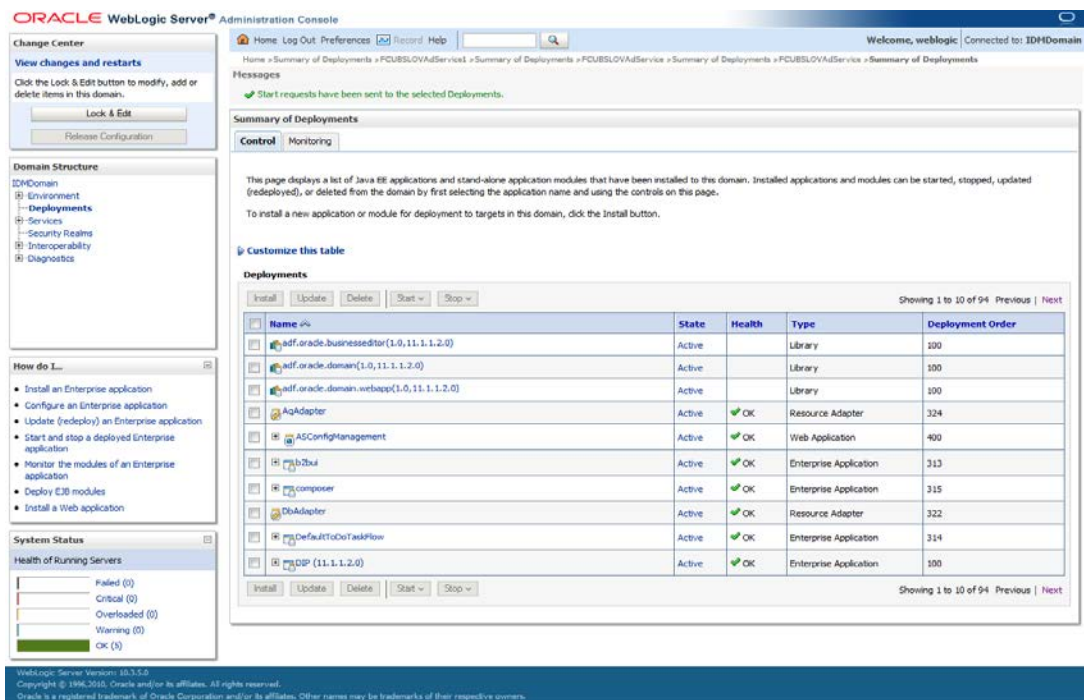 ORACLE WebLogic Server® Administration Console
Change Center
View changes and restarts
Click the Lock & Edit button to modify, add or
delete items in this domain.
Lock & Edit
Release Configuration
Domain Structure
IDMDomain
Environment
Deployments
Services
Security Realms
Interoperability
Diagnostics
How do I...
Install an Enterprise application
Configure an Enterprise application
Update (redeploy) an Enterprise application
Start and stop a deployed Enterprise
application
Monitor the modules of an Enterprise
application
Deploy EJB modules
Install a Web application
System Status
Health of Running Servers
Failed (0)
Critical (0)
Overloaded (0)
Warning (0)
OK (5)
Home Log Out Preferences Record Help
Welcome, weblogic Connected to: IDMDomain
Home >Summary of Deployments >FCUBSLOVAdService1 >Summary of Deployments >FCUBSLOVAdService >Summary of Deployments >FCUBSLOVAdService >Summary of Deployments
Messages
Start requests have been sent to the selected Deployments.
Summary of Deployments
Control Monitoring
This page displays a list of Java EE applications and stand-alone application modules that have been installed to this domain. Installed applications and modules can be started, stopped, updated
(redeployed), or deleted from the domain by first selecting the application name and using the controls on this page.
To install a new application or module for deployment to targets in this domain, click the Install button.
Customize this table
Deployments
Install Update Delete Start Stop Showing 1 to 10 of 94 Previous | Next
Name State Health Type Deployment Order
adf.oracle.businesseditor(1.0,11.1.1.2.0) Active Library 100
adf.oracle.domain(1.0,11.1.1.2.0) Active Library 100
adf.oracle.domain.webapp(1.0,11.1.1.2.0) Active Library 100
AqAdapter Active OK Resource Adapter 324
ASConfigManagement Active OK Web Application 400
b2bui Active OK Enterprise Application 313
composer Active OK Enterprise Application 315
DbAdapter Active OK Resource Adapter 322
DefaultToDoTaskFlow Active OK Enterprise Application 314
DIP (11.1.1.2.0) Active OK Enterprise Application 100
Install Update Delete Start Stop Showing 1 to 10 of 94 Previous | Next
WebLogic Server Version: 10.3.5.0
Copyright © 1996,2010, Oracle and/or its affiliates. All rights reserved.
Oracle is a registered trademark of Oracle Corporation and/or its affiliates. Other names may be trademarks of their respective owners.